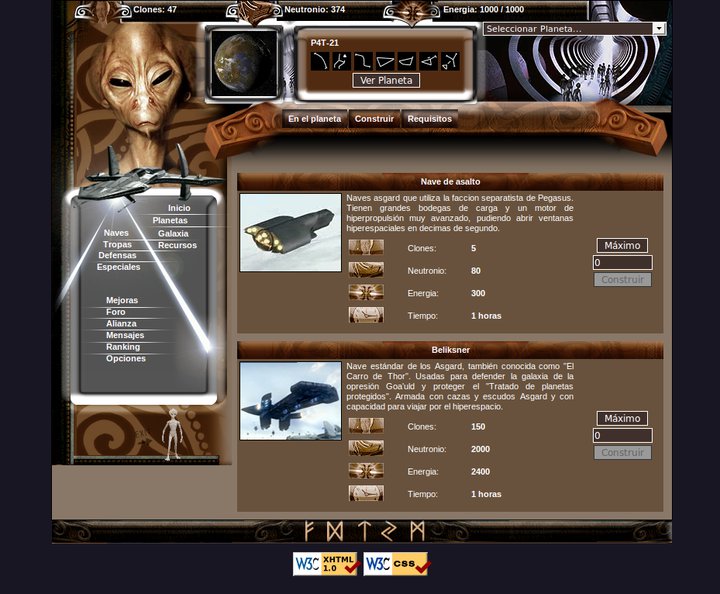 Clones: 47
Neutronio: 374
Energia: 1000 / 1000
Seleccionar Planeta...
P4T-21
Ver Planeta
En el planeta
Construir
Requisitos
Inicio
Planetas
Naves
Galaxia
Tropas
Recursos
Defensas
Especiales
Mejoras
Foro
Alianza
Mensajes
Ranking
Opciones
Nave de asalto
Naves asgard que utiliza la faccion separatista de Pegasus.
Tienen grandes bodegas de carga y un motor de
hiperpropulsión muy avanzado, pudiendo abrir ventanas
hiperespaciales en decimas de segundo.
Clones: 5
Neutronio: 80
Energia: 300
Tiempo: 1 horas
Máximo
0
Construir
Beliksner
Nave estándar de los Asgard, también conocida como "El
Carro de Thor". Usadas para defender la galaxia de la
opresión Goa'uld y proteger el "Tratado de planetas
protegidos". Armada con cazas y escudos Asgard y con
capacidad para viajar por el hiperespacio.
Clones: 150
Neutronio: 2000
Energia: 2400
Tiempo: 1 horas
Máximo
0
Construir
W3C XHTML 1.0
W3C CSS